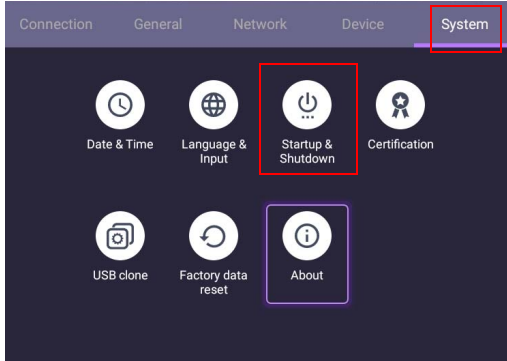 Connection General Network Device System
Date & Time Language & Startup & Certification
Input Shutdown
USB clone Factory data About
reset